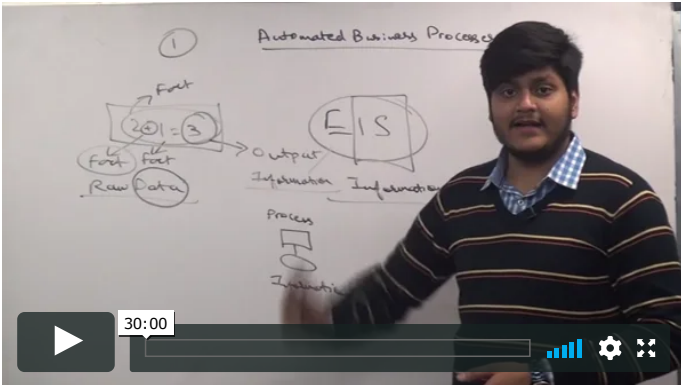 1
Automated Business Processes
Fact
2+1=3
EIS
Fact Fact
Output
Information
Raw Data
Information
Process
30:00